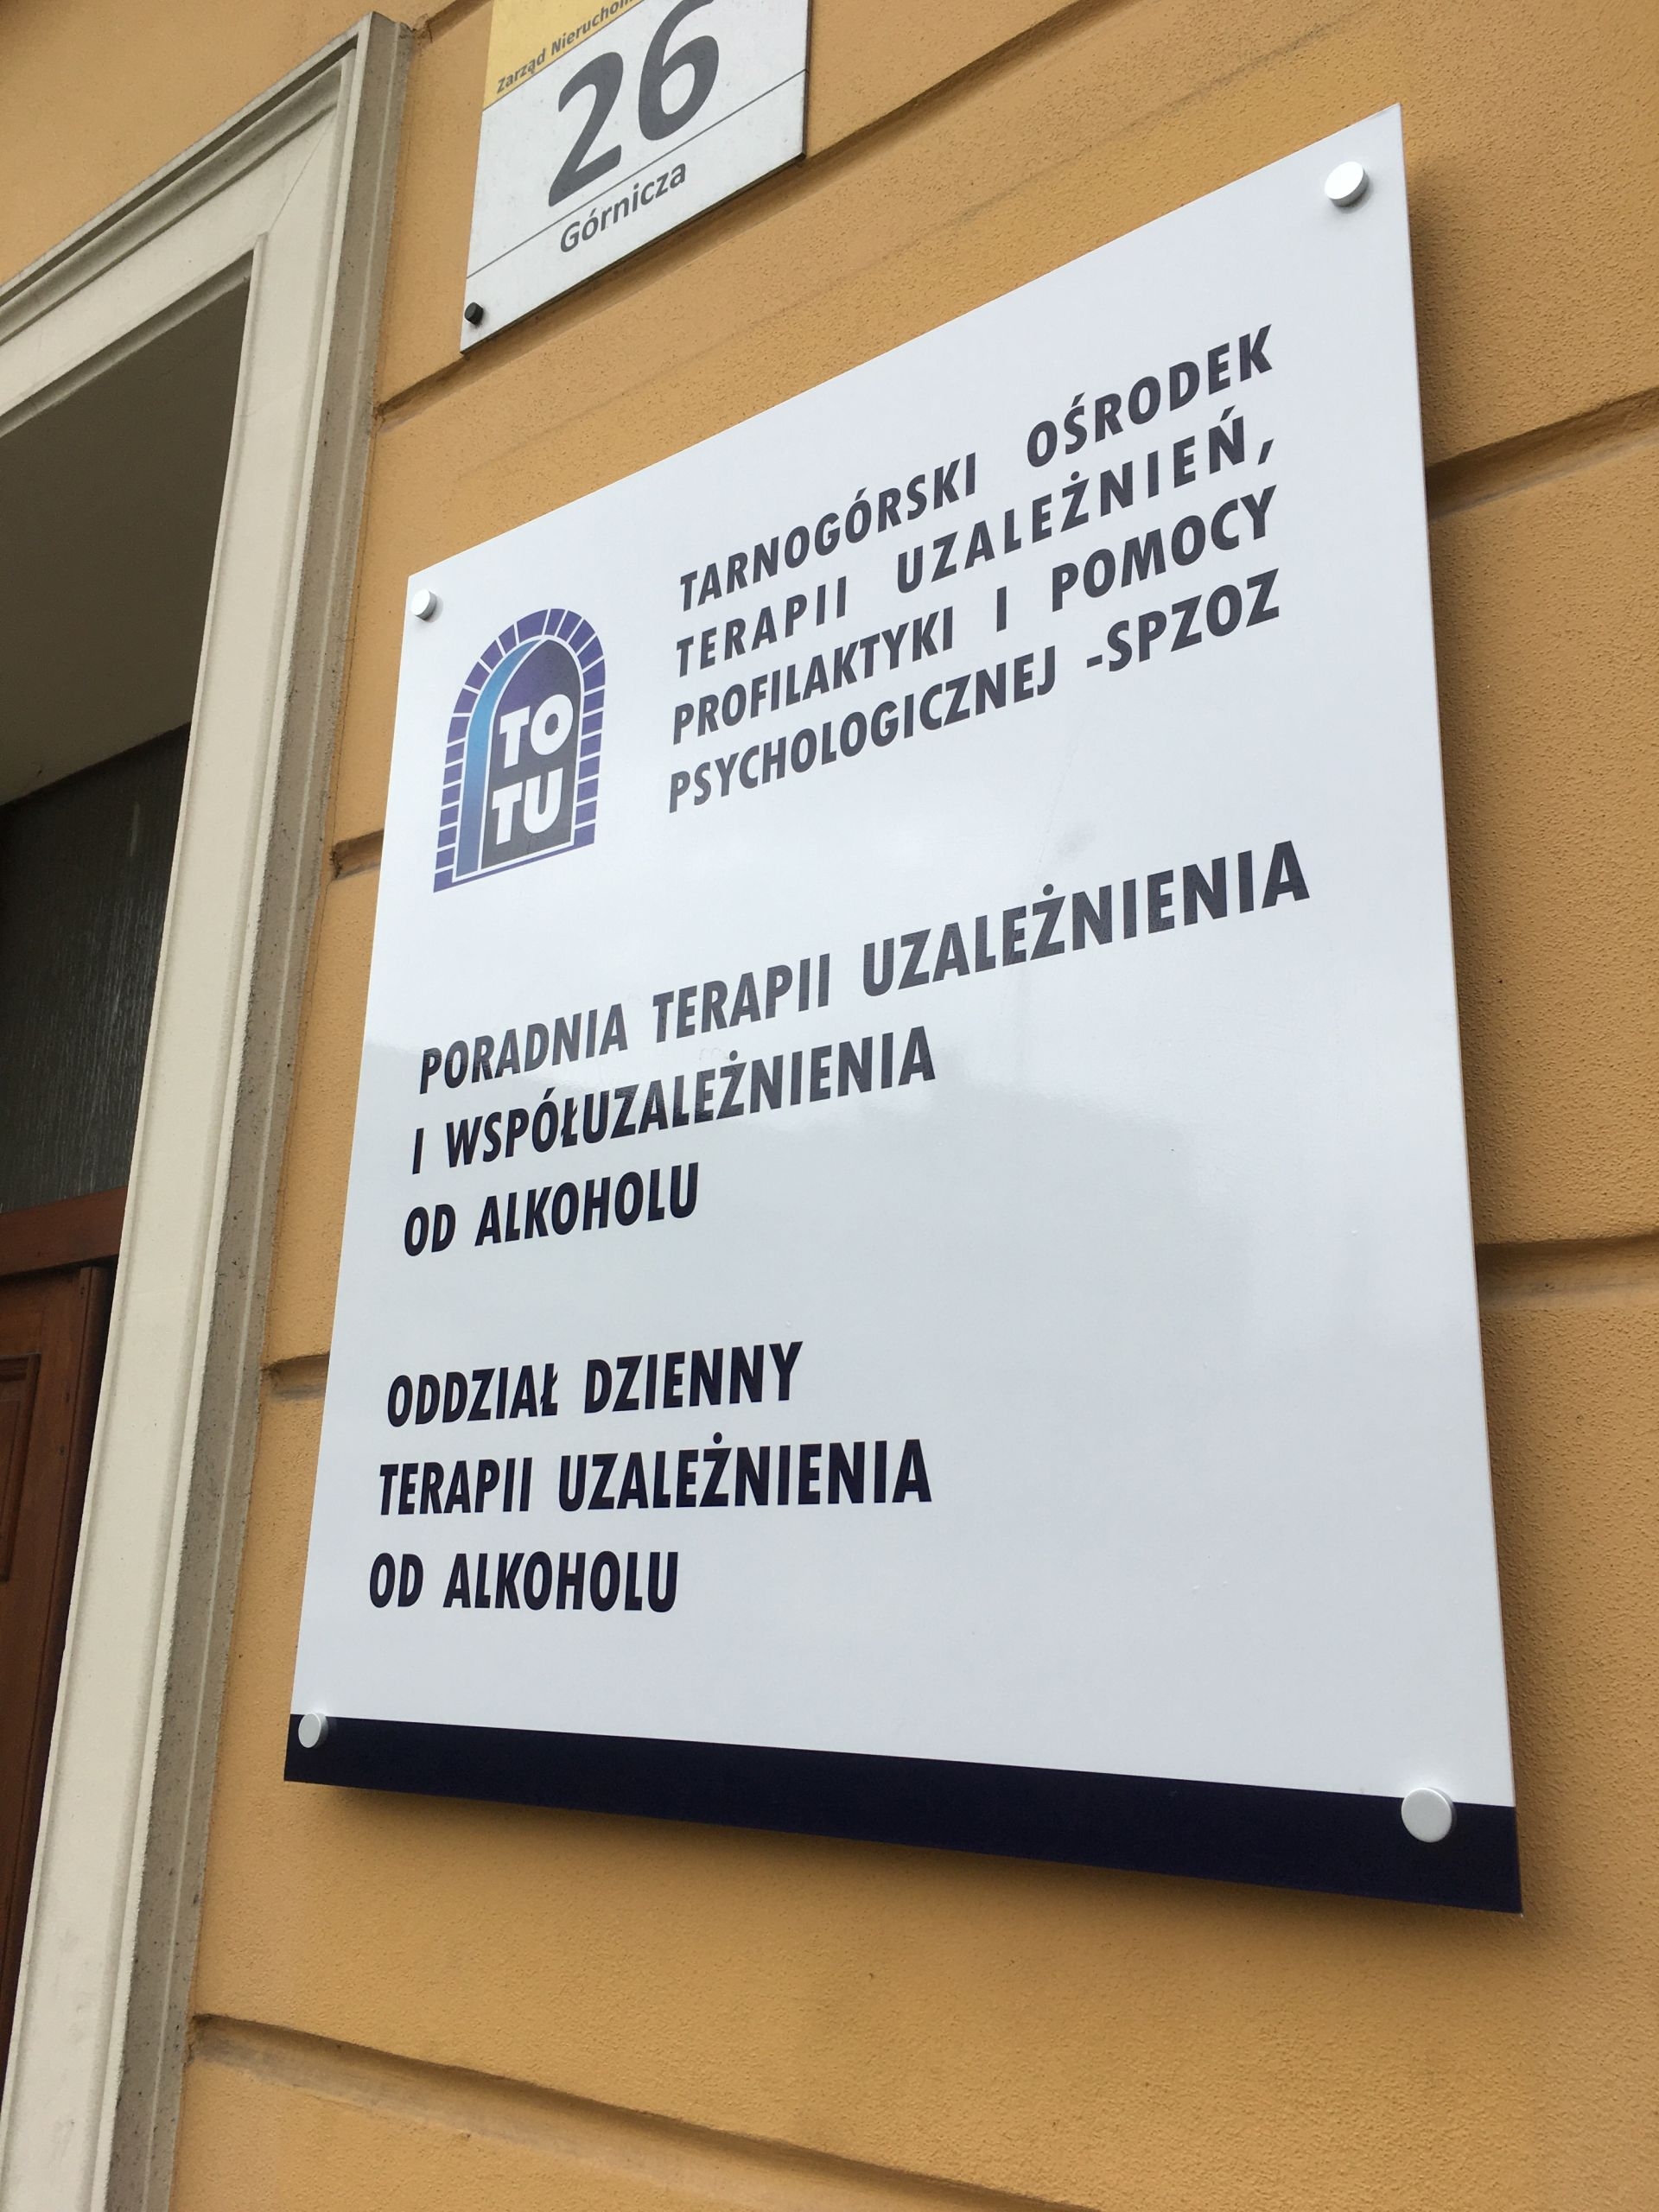 Zarząd
26
Górnicza
TARNOGÓRSKI OŚRODEK
TERAPII UZALEŻNIEŃ,
PROFILAKTYKI I POMOCY
PSYCHOLOGICZNEJ -SPZOZ
TO
TU
PORADNIA TERAPII UZALEŻNIENIA
I WSPÓŁUZALEŻNIENIA
OD ALKOHOLU
ODDZIAŁ DZIENNY
TERAPII UZALEŻNIENIA
OD ALKOHOLU